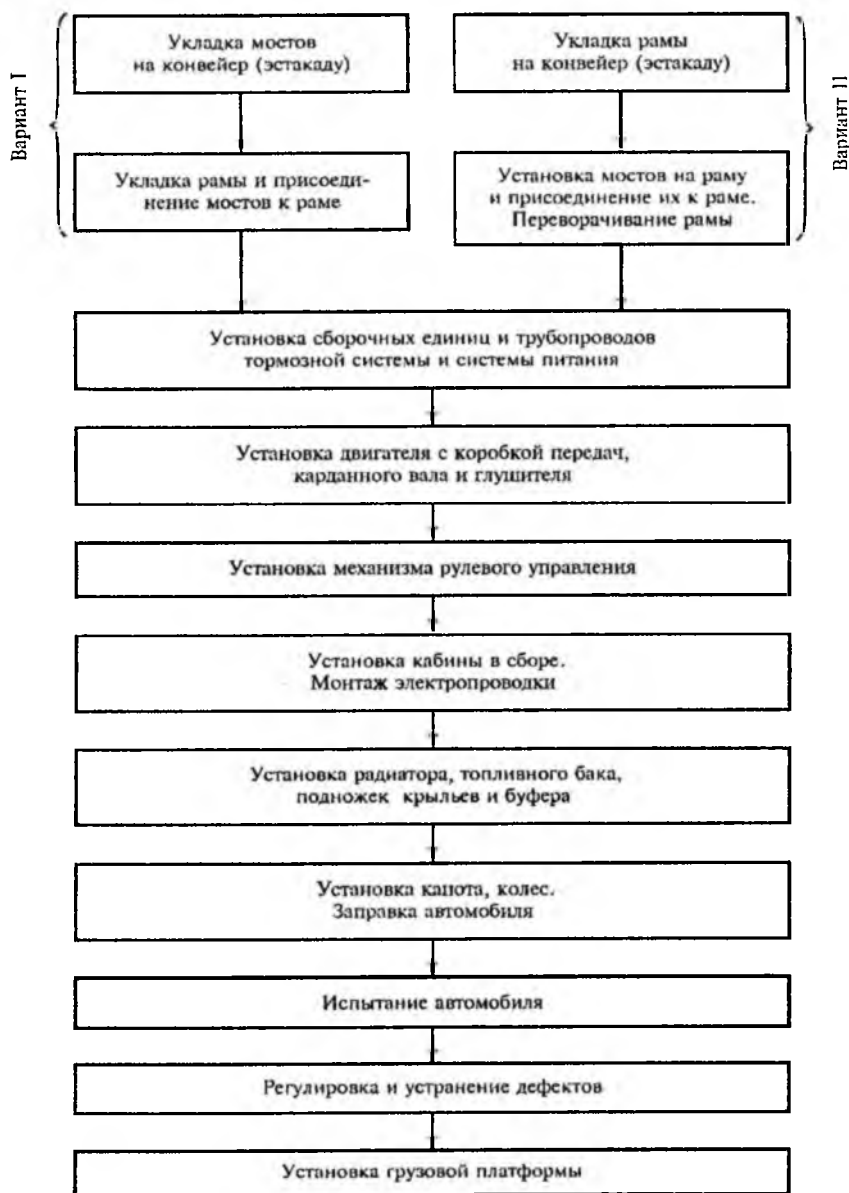 Вариант I
Укладка мостов
на конвейер (эстакаду)
Укладка рамы и присоеди-
нение мостов к раме
Укладка рамы
на конвейер (эстакаду)
Установка мостов на раму
и присоединение их к раме.
Переворачивание рамы
Вариант 11
Установка сборочных единиц и трубопроводов
тормозной системы и системы питания
Установка двигателя с коробкой передач,
карданного вала и глушителя
Установка механизма рулевого управления
Установка кабины в сборе.
Монтаж электропроводки
Установка радиатора, топливного бака,
подножек крыльев и буфера
Установка капота, колес.
Заправка автомобиля
Испытание автомобиля
Регулировка и устранение дефектов
Установка грузовой платформы